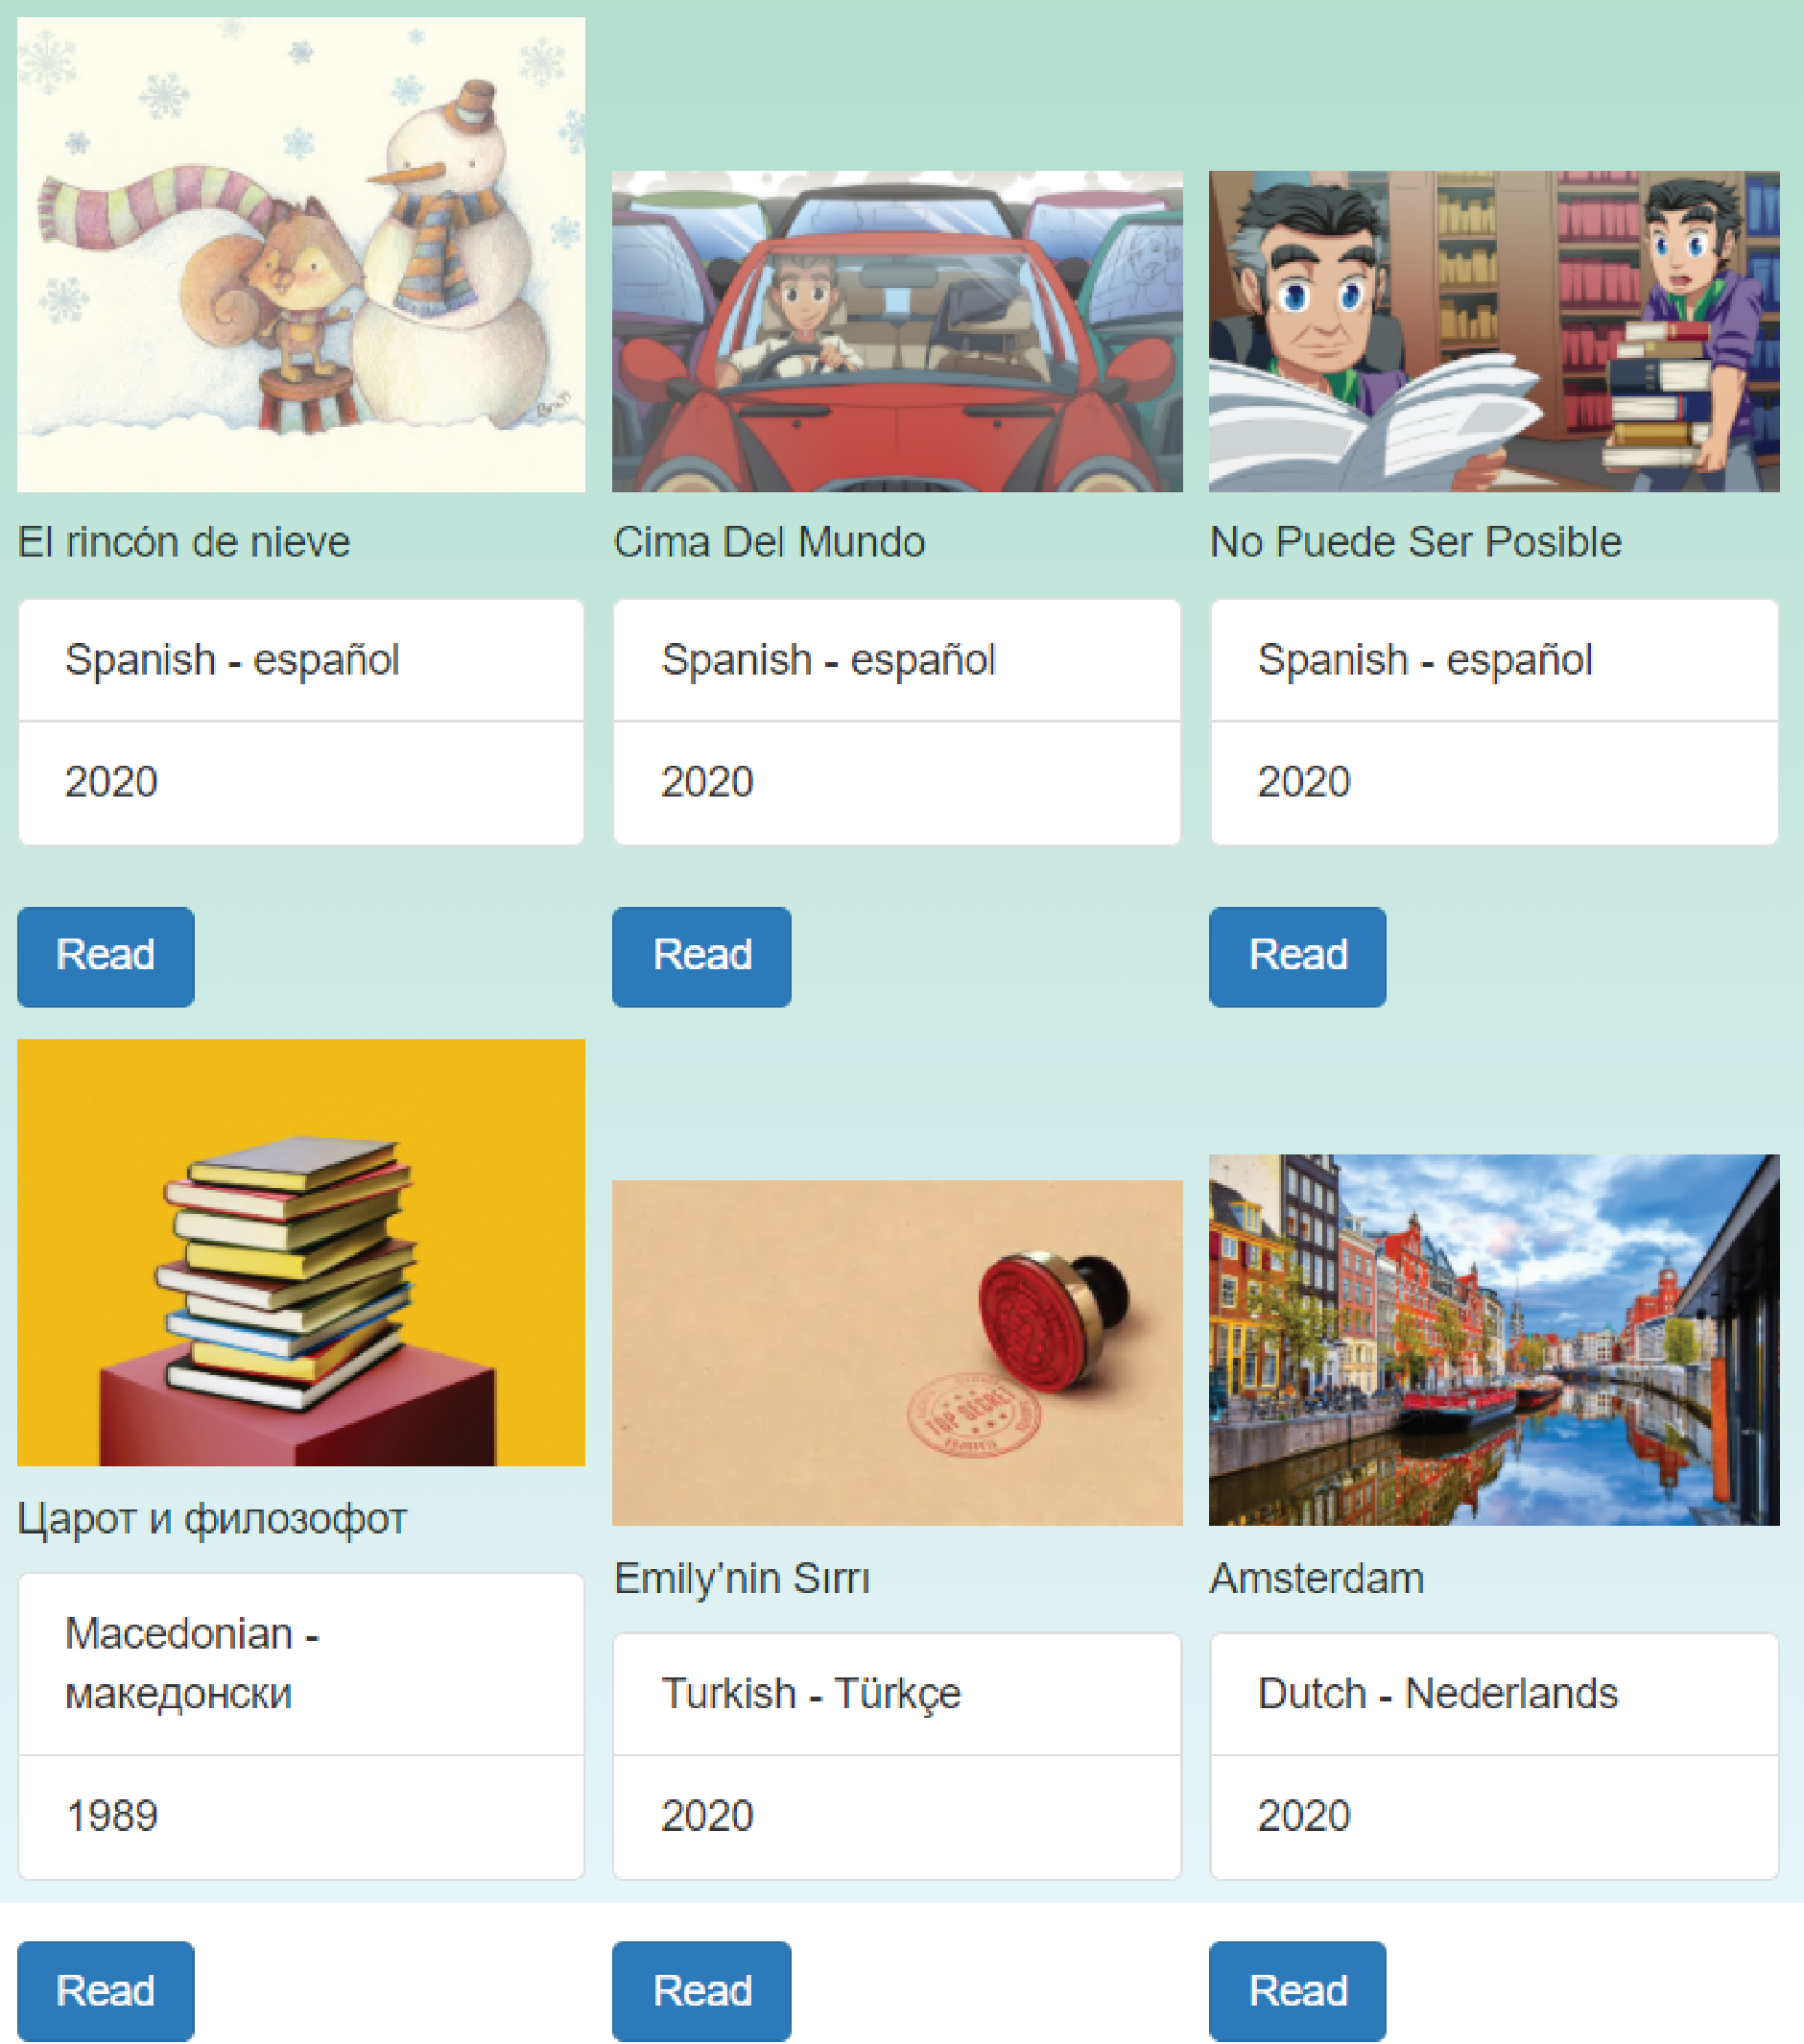 El rincón de nieve
Cima Del Mundo
No Puede Ser Posible
Spanish - español
Spanish - español
Spanish - español
2020
2020
2020
Read
Read
Read
TOP SECRET
Царот и филозофот
Emily’nin Sırrı
Amsterdam
Macedonian -
македонски
Turkish - Türkçe
Dutch - Nederlands
1989
2020
2020
Read
Read
Read